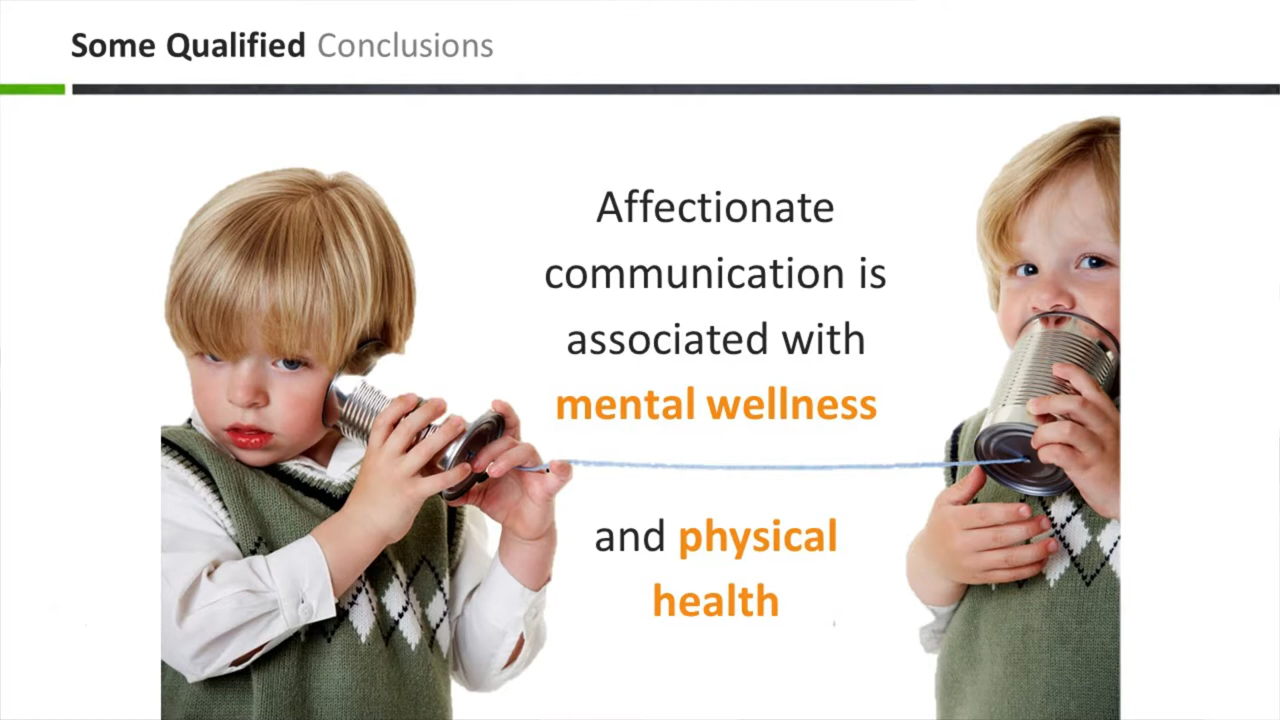 Some Qualified Conclusions
Affectionate
communication is
associated with
mental wellness
and physical
health